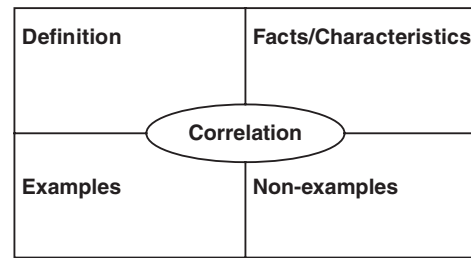 Definition
Facts/Characteristics
Correlation
Examples
Non-examples